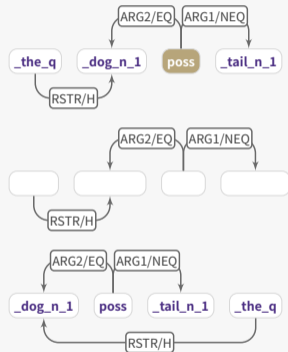 ARG2/EQ ARG1/NEQ
_the_q _dog_n_1 poss _tail_n_1
RSTR/H
ARG2/EQ ARG1/NEQ
RSTR/H
ARG2/EQ ARG1/NEQ
_dog_n_1 poss _tail_n_1 _the_q
RSTR/H